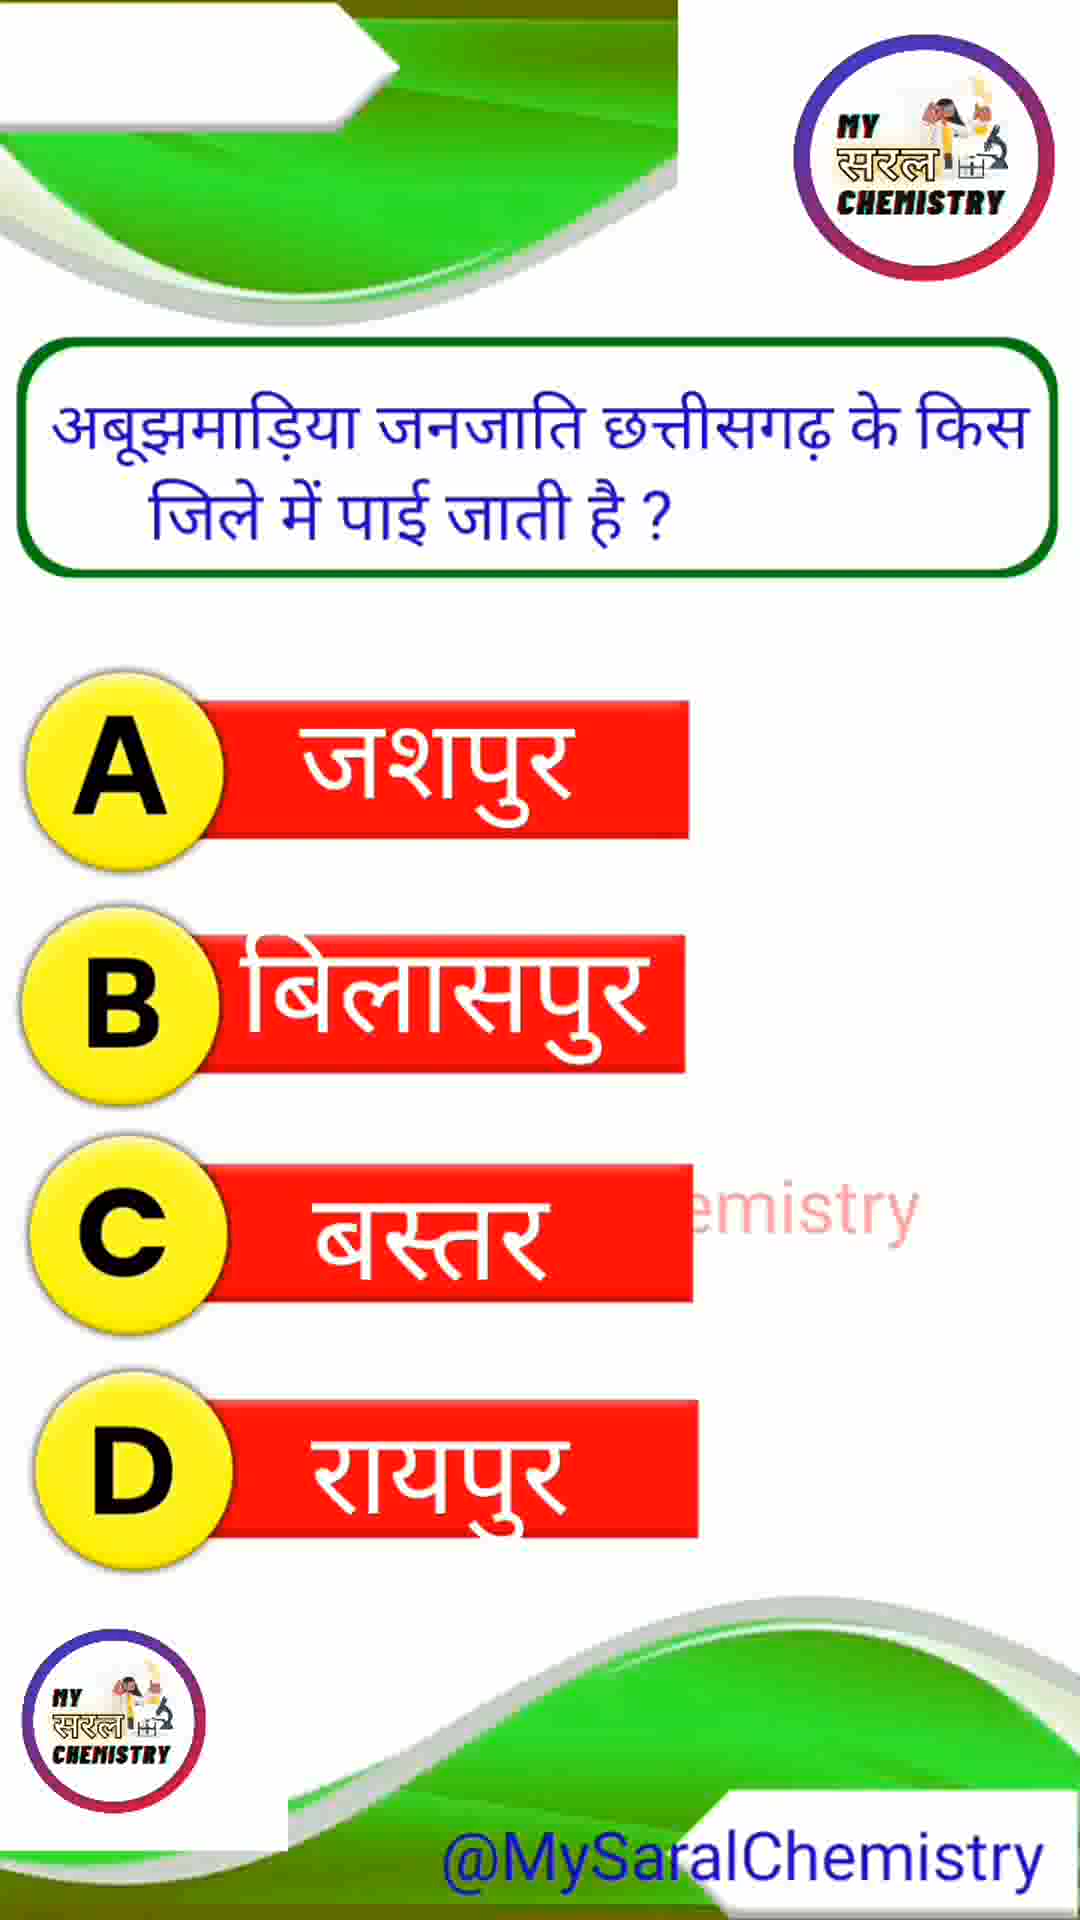 MY
सरल
CHEMISTRY
अबूझमाड़िया जनजाति छत्तीसगढ़ के किस
जिले में पाई जाती है ?
A जशपुर
B बिलासपुर
C बस्तर
emistry
D रायपुर
MY
सरल
CHEMISTRY
@MySaralChemistry